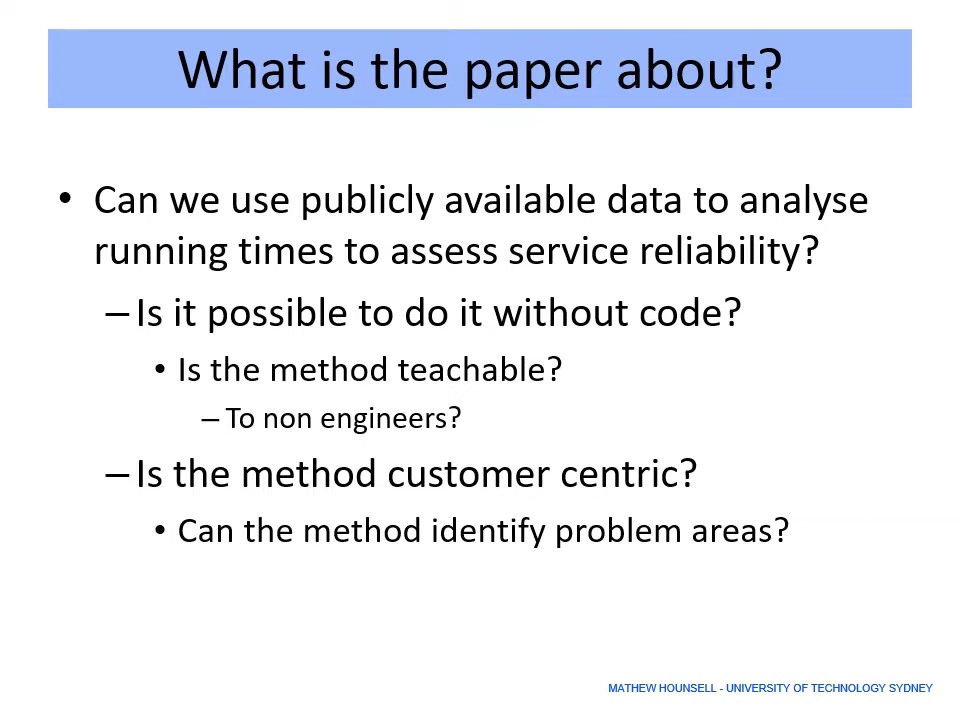 What is the paper about?
• Can we use publicly available data to analyse
running times to assess service reliability?
– Is it possible to do it without code?
• Is the method teachable?
– To non engineers?
– Is the method customer centric?
• Can the method identify problem areas?
MATHEW HOUNSELL - UNIVERSITY OF TECHNOLOGY SYDNEY